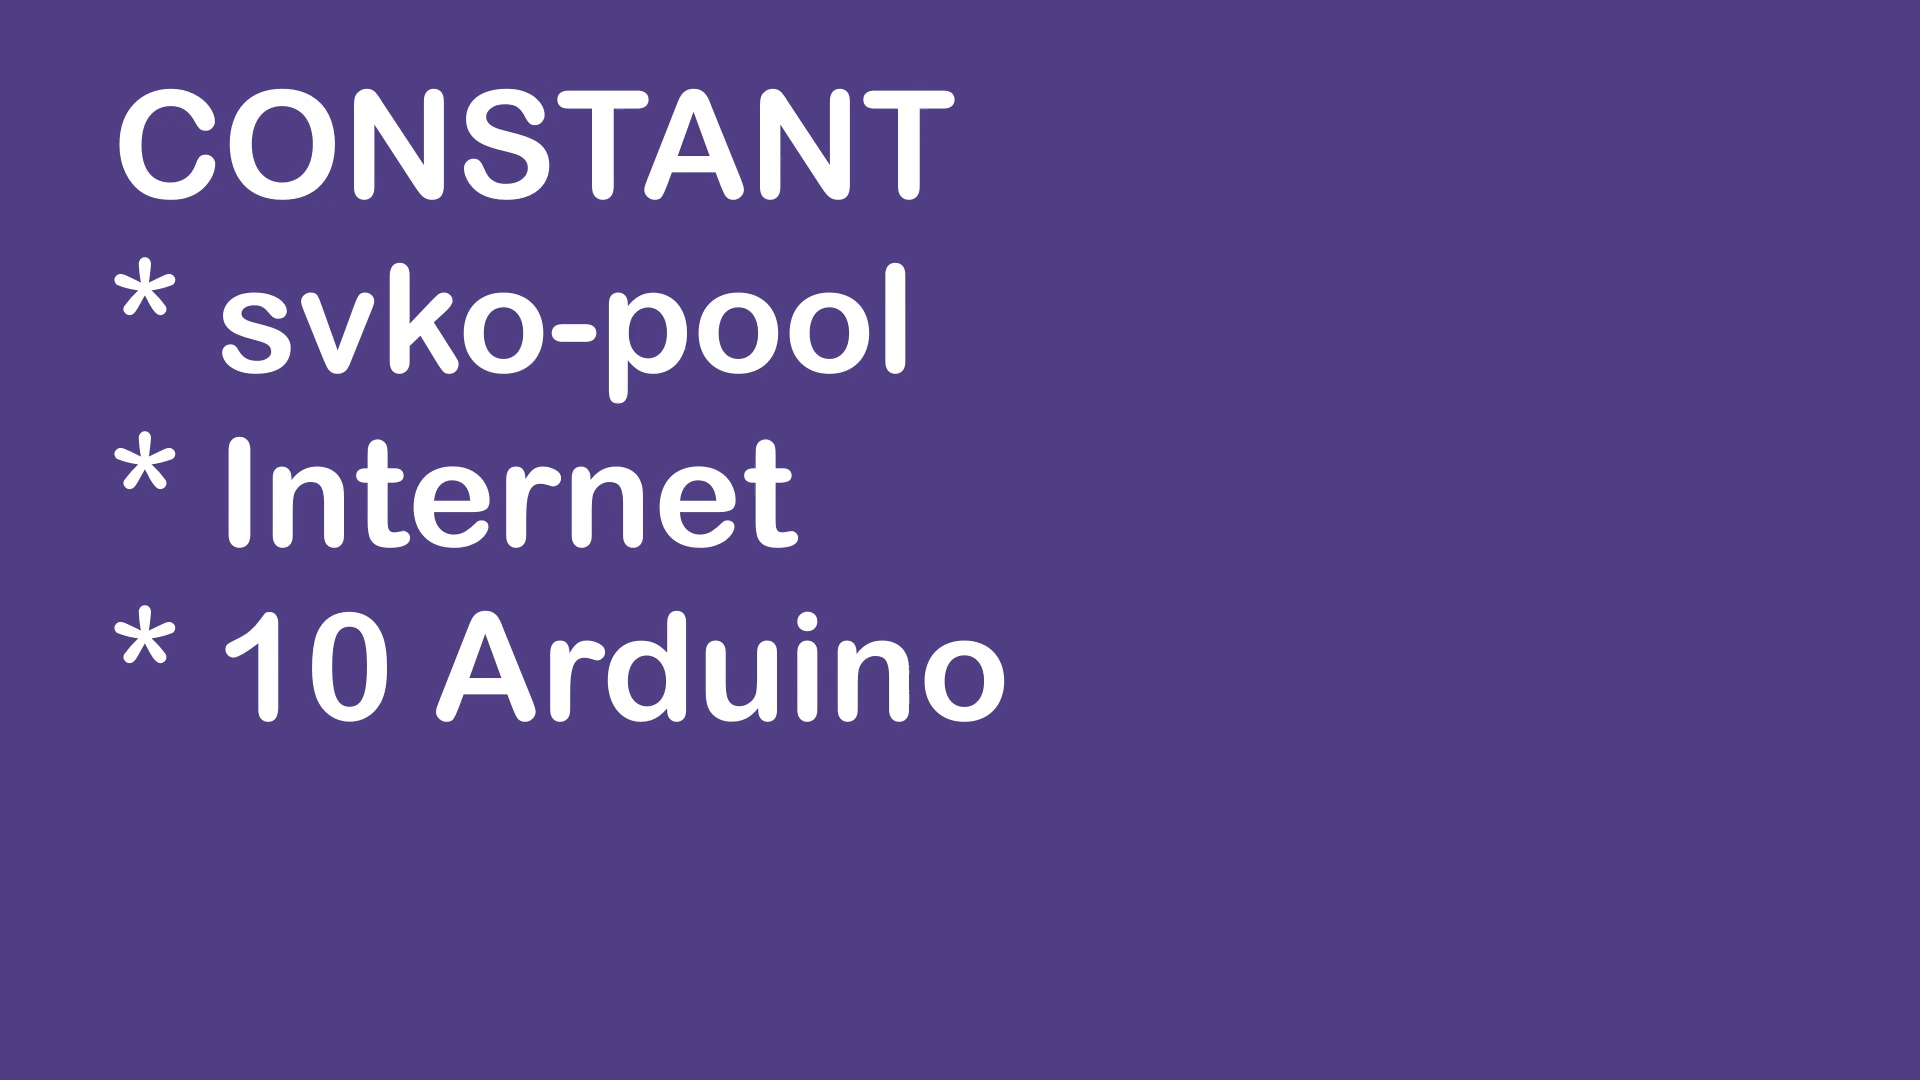 CONSTANT
* svko-pool
* Internet
* 10 Arduino